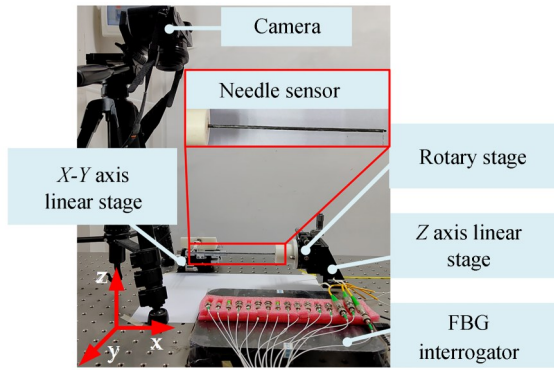 Camera
Needle sensor
X-Y axis
linear stage
Rotary stage
Z axis linear
stage
FBG
interrogator
z
x
y